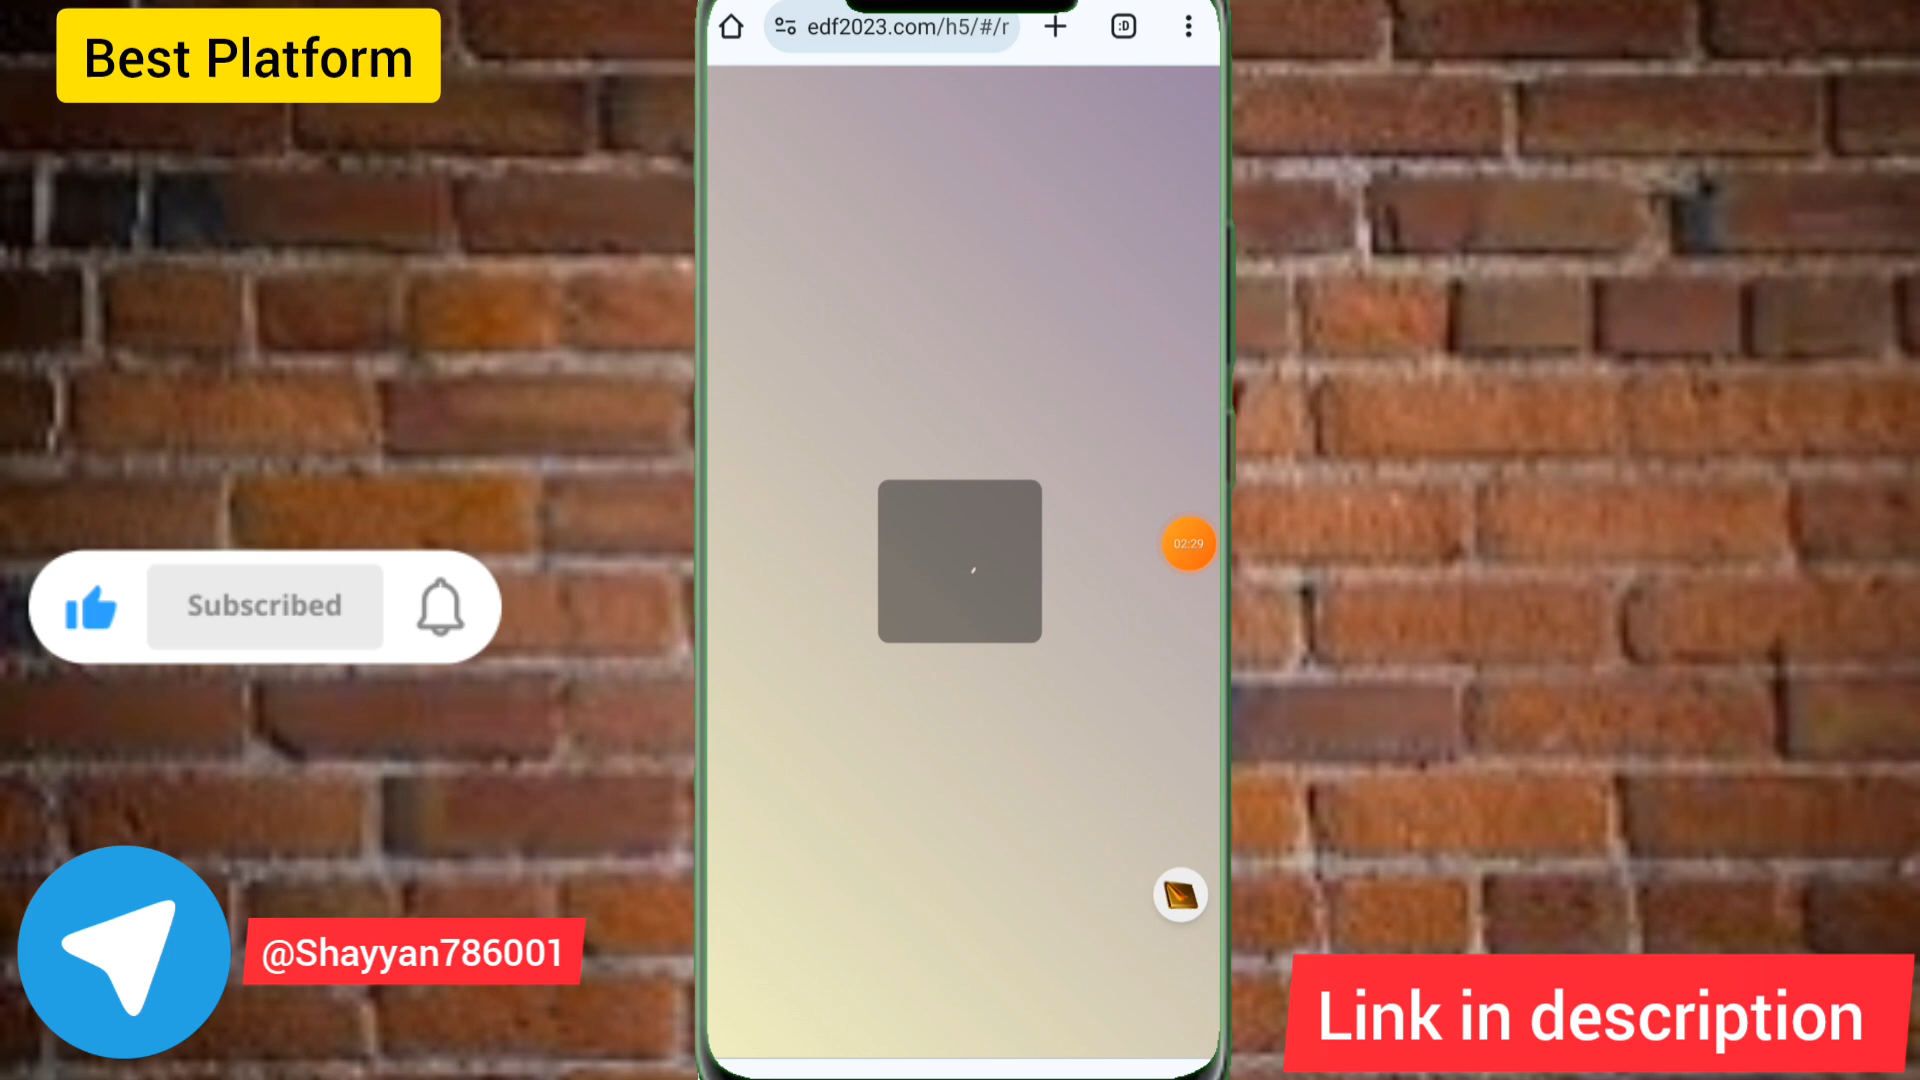 Best Platform
edf2023.com/h5/#/r
:D
02:29
Subscribed
@Shayyan786001
Link in description